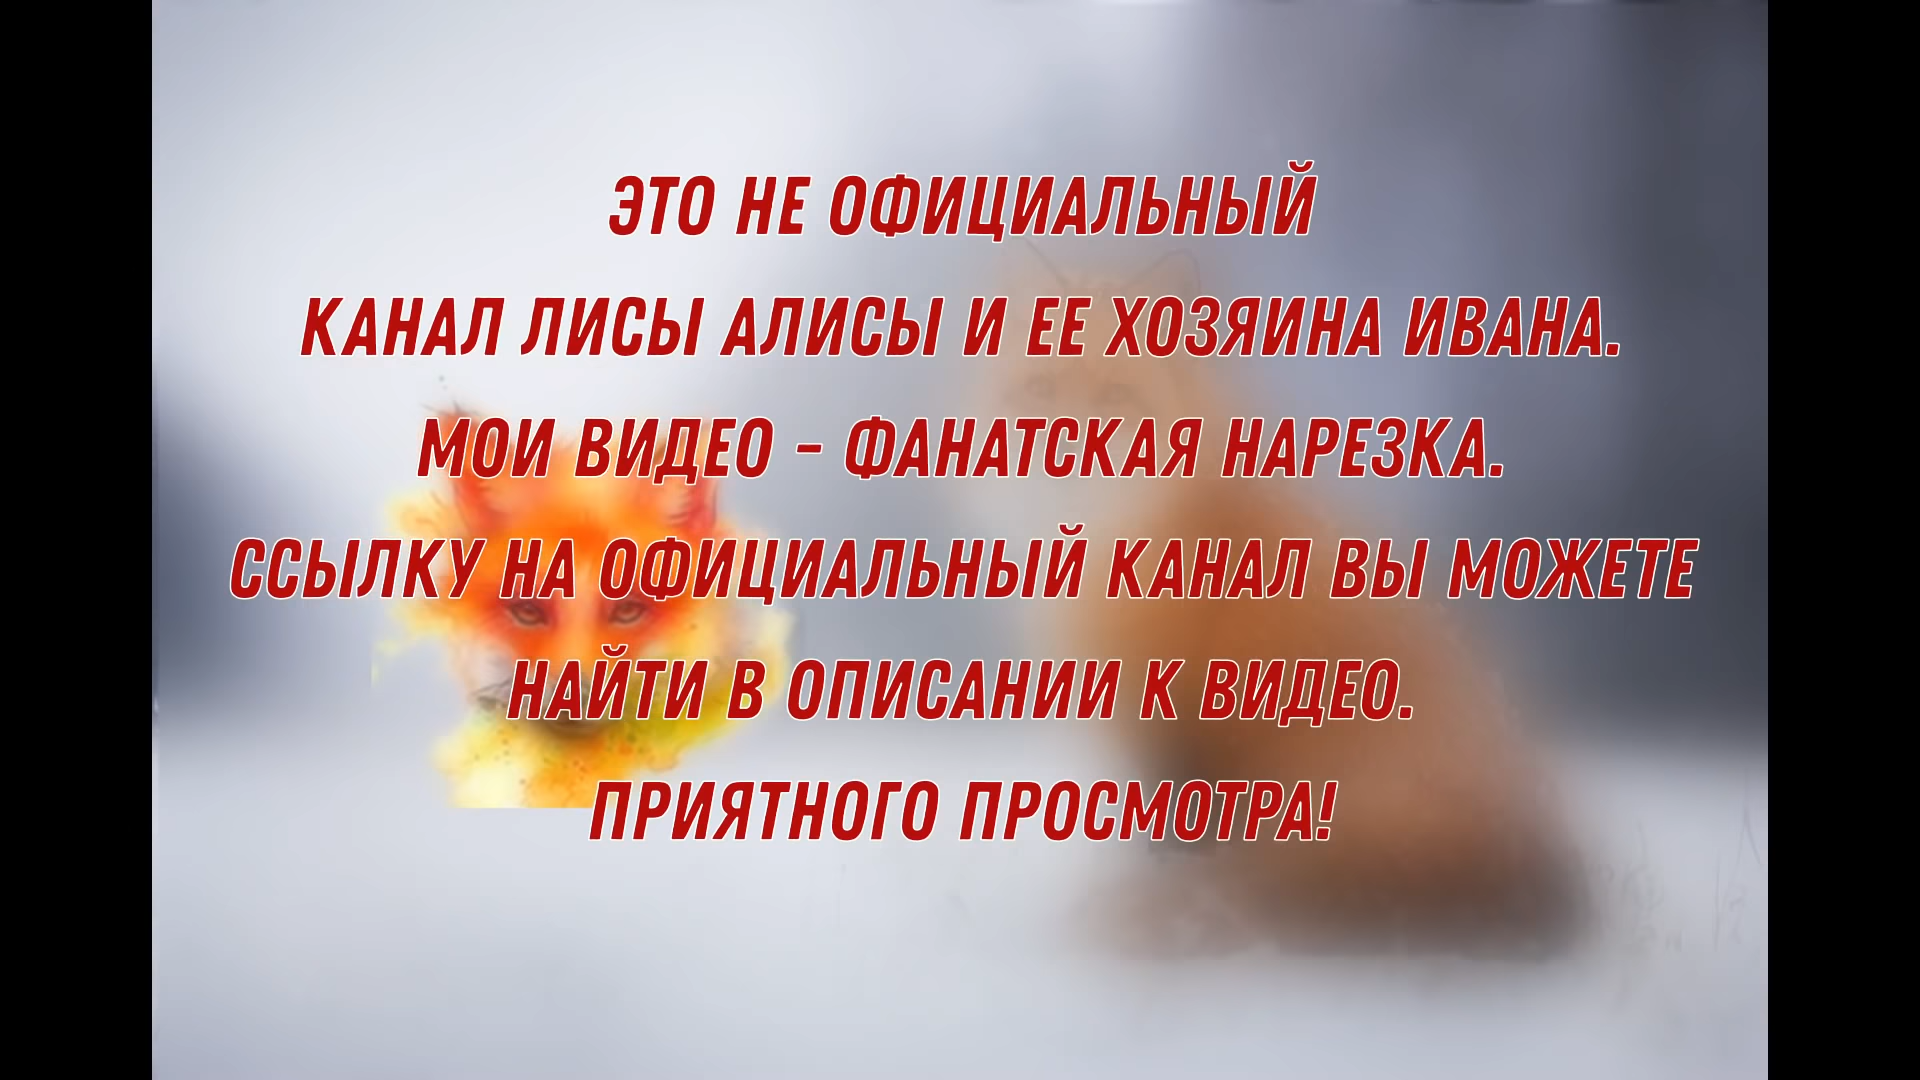 ЭТО НЕ ОФИЦИАЛЬНЫЙ
КАНАЛ ЛИСЫ АЛИСЫ И ЕЕ ХОЗЯИНА ИВАНА.
МОИ ВИДЕО - ФАНАТСКАЯ НАРЕЗКА.
ССЫЛКУ НА ОФИЦИАЛЬНЫЙ КАНАЛ ВЫ МОЖЕТЕ
НАЙТИ В ОПИСАНИИ К ВИДЕО.
ПРИЯТНОГО ПРОСМОТРА!